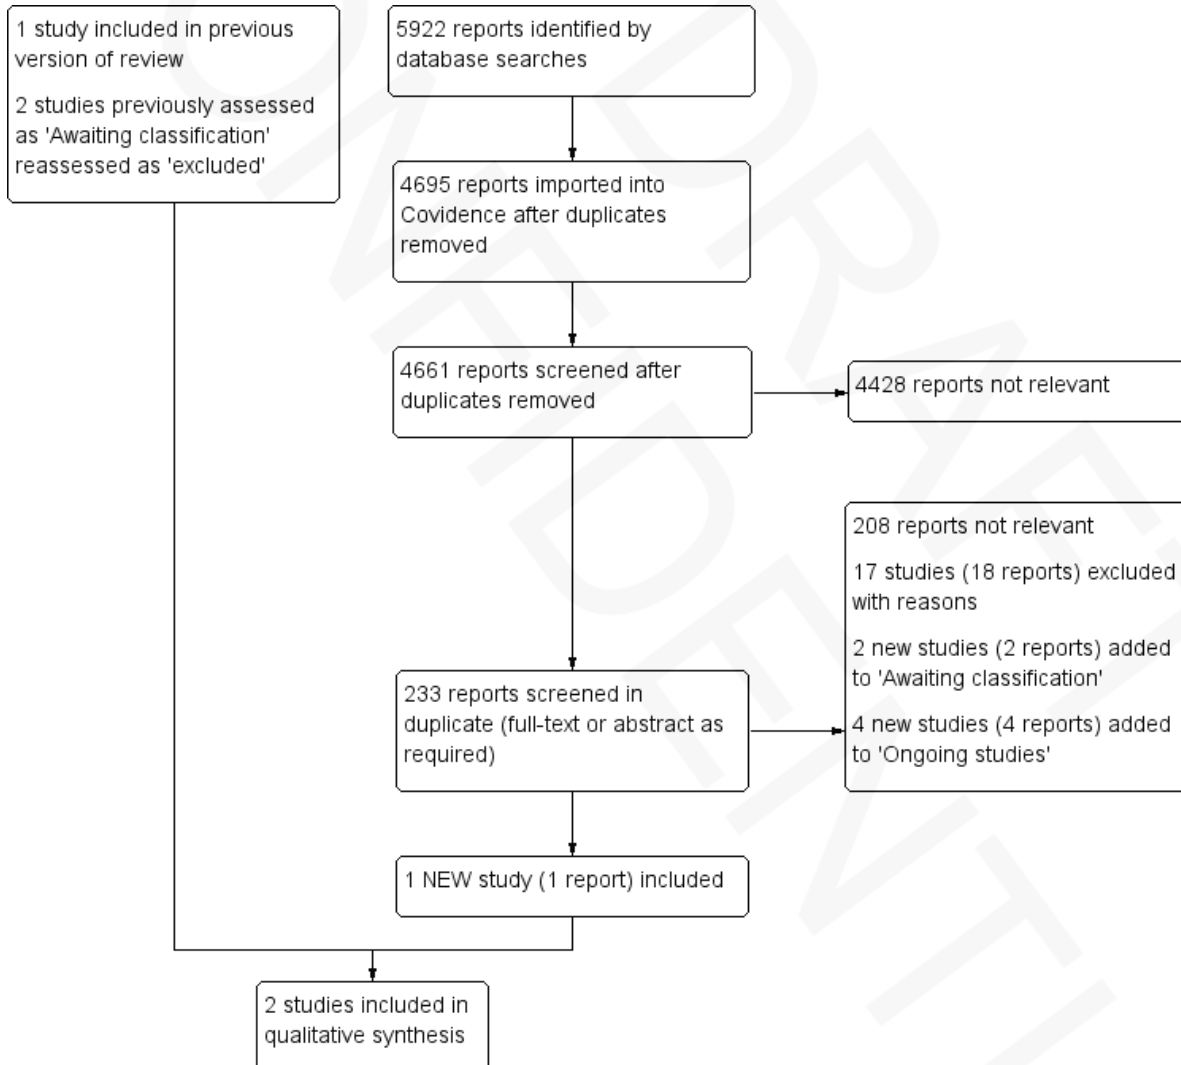 1 study included in previous
version of review
2 studies previously assessed
as 'Awaiting classification'
reassessed as 'excluded'
5922 reports identified by
database searches
4695 reports imported into
Covidence after duplicates
removed
4661 reports screened after
duplicates removed
4428 reports not relevant
208 reports not relevant
17 studies (18 reports) excluded
with reasons
2 new studies (2 reports) added
to 'Awaiting classification'
4 new studies (4 reports) added
to 'Ongoing studies'
233 reports screened in
duplicate (full-text or abstract as
required)
1 NEW study (1 report) included
2 studies included in
qualitative synthesis
DRAFT